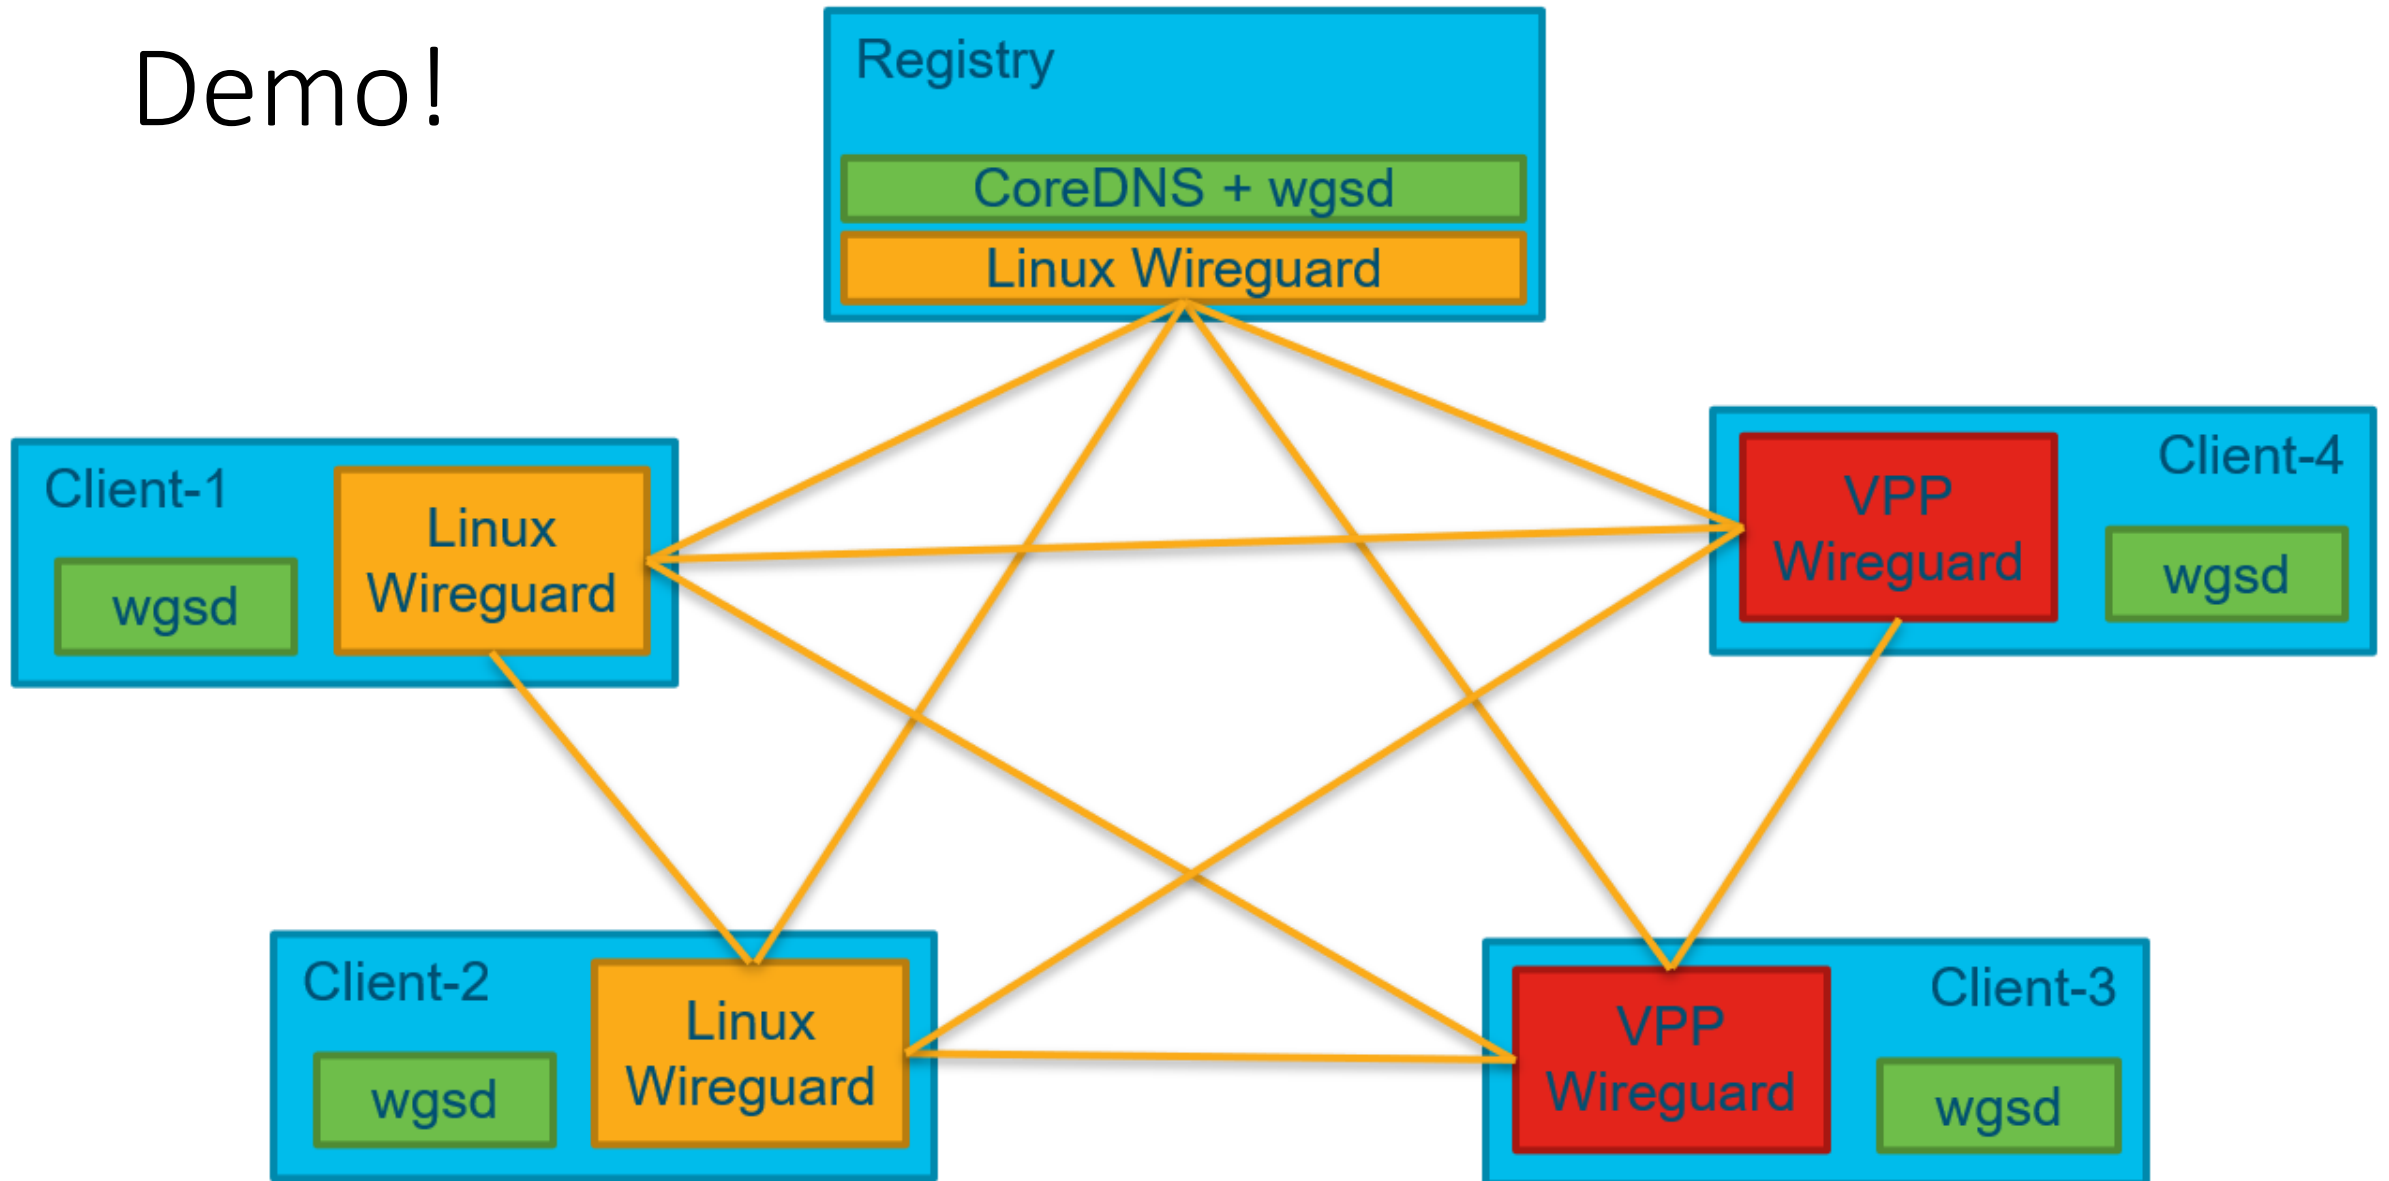 Demo!
Registry
CoreDNS + wgsd
Linux Wireguard
Client-1
Linux
Wireguard
wgsd
Client-4
VPP
Wireguard
wgsd
Client-2
Linux
Wireguard
wgsd
Client-3
VPP
Wireguard
wgsd